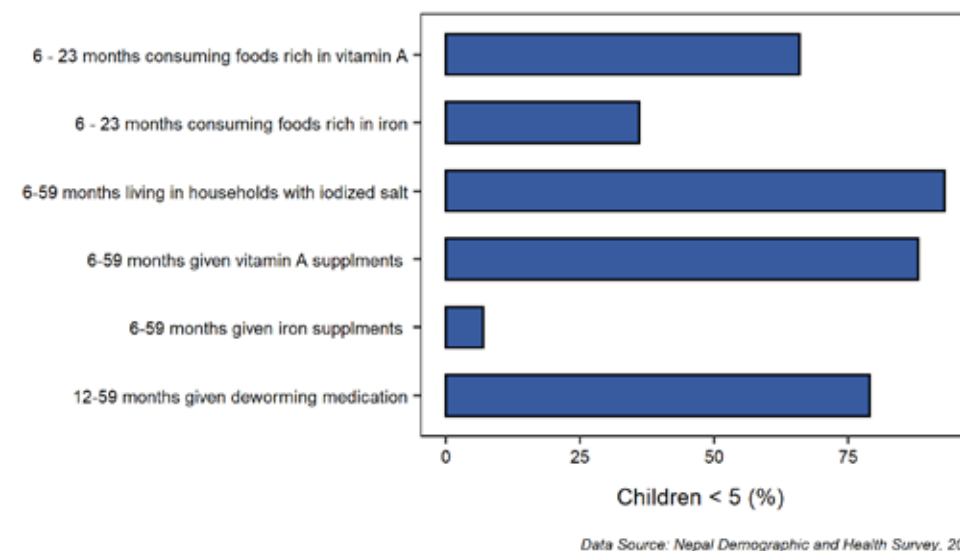 6 - 23 months consuming foods rich in vitamin A
6 - 23 months consuming foods rich in iron
6-59 months living in households with iodized salt
6-59 months given vitamin A supplments
6-59 months given iron supplments
12-59 months given deworming medication
0 25 50 75
Children < 5 (%)
Data Source: Nepal Demographic and Health Survey, 20